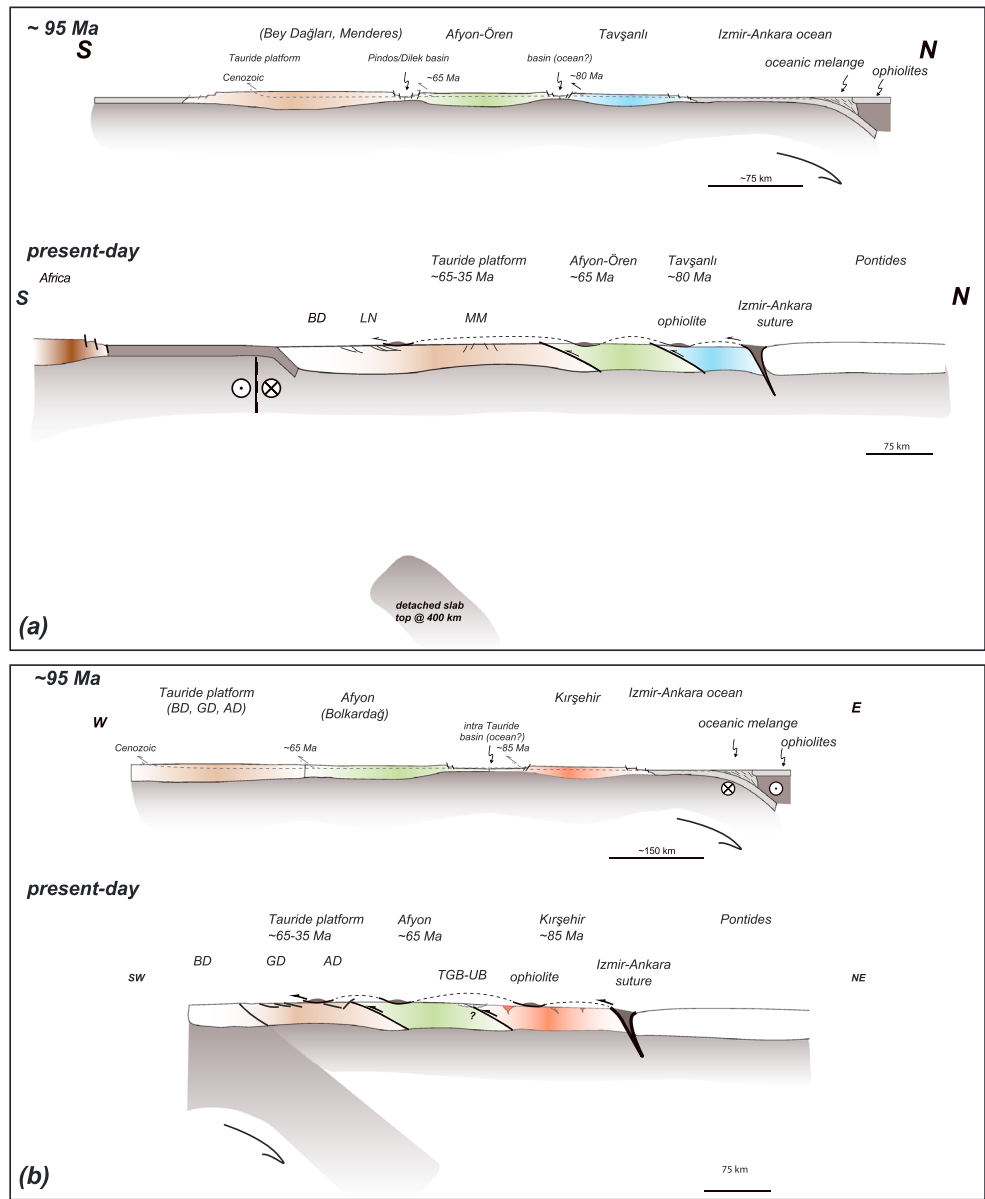 ~ 95 Ma
S
(Bey Dağları, Menderes)
Afyon-Ören
Tavşanlı
Izmir-Ankara ocean
N
Tauride platform
Pindos/Dilek basin
basin (ocean?)
oceanic melange
ophiolites
Cenozoic
~65 Ma
~80 Ma
~75 km
present-day
Africa
S
Tauride platform
~65-35 Ma
Afyon-Ören
~65 Ma
Tavşanlı
~80 Ma
Pontides
N
BD
LN
MM
ophiolite
Izmir-Ankara
suture
75 km
detached slab
top @ 400 km
(a)
~95 Ma
W
Tauride platform
(BD, GD, AD)
Afyon
(Bolkardağ)
Kırşehir
Izmir-Ankara ocean
E
intra Tauride
basin (ocean?)
oceanic melange
ophiolites
Cenozoic
~65 Ma
~85 Ma
~150 km
present-day
Tauride platform
~65-35 Ma
Afyon
~65 Ma
Kırşehir
~85 Ma
Pontides
SW
BD
GD
AD
TGB-UB
ophiolite
Izmir-Ankara
suture
NE
?
75 km
(b)